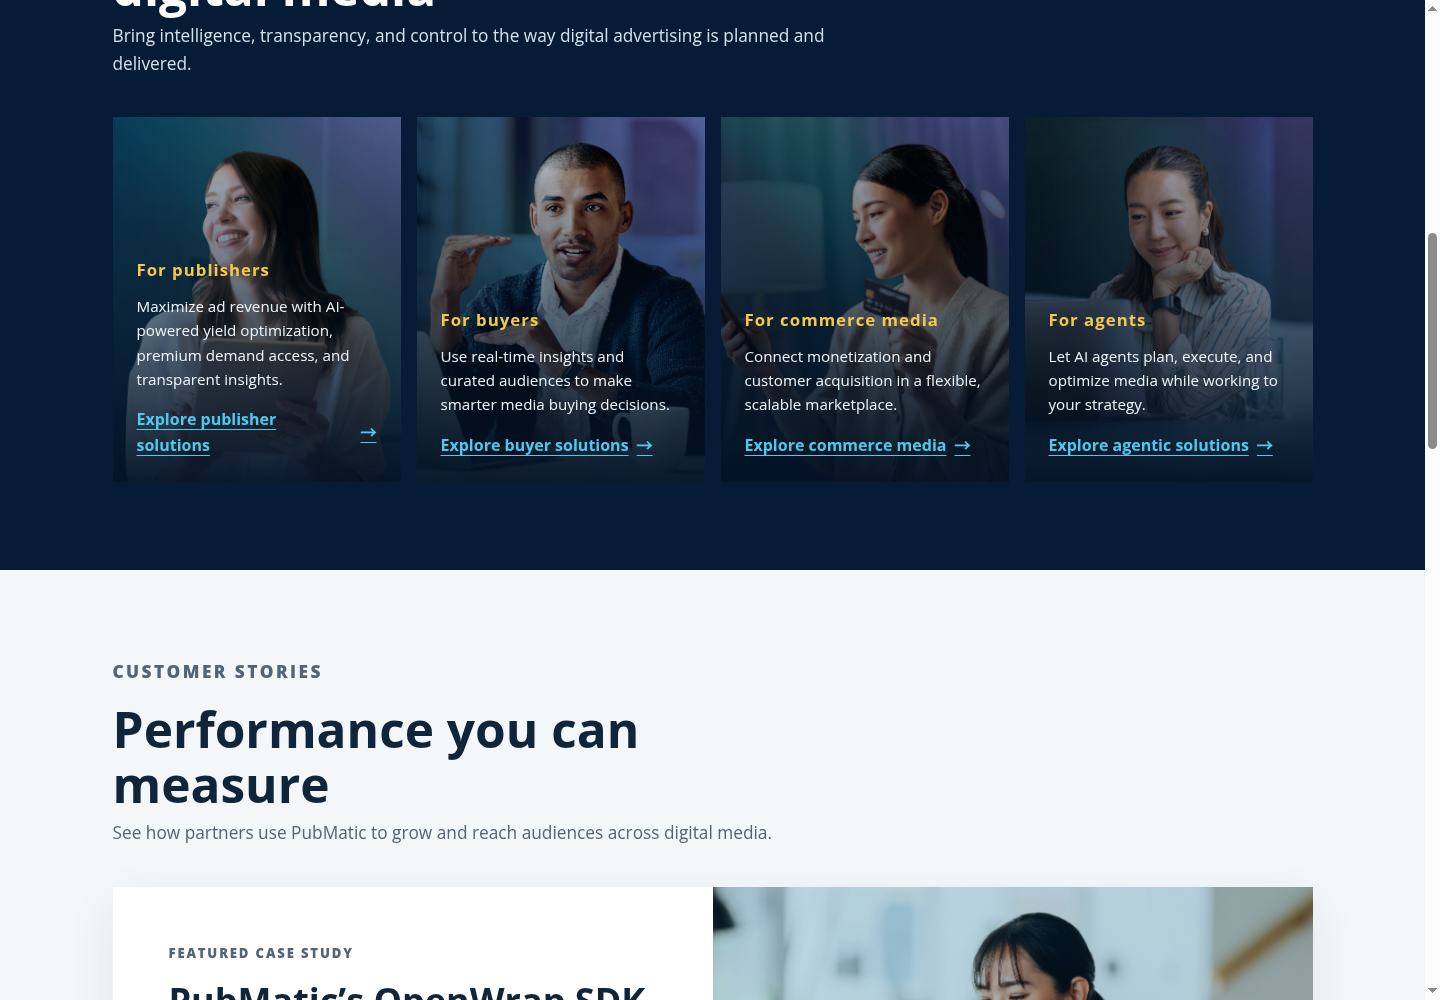 digital media
Bring intelligence, transparency, and control to the way digital advertising is planned and
delivered.
For publishers
Maximize ad revenue with AI-
powered yield optimization,
premium demand access, and
transparent insights.
Explore publisher
solutions →
For buyers
Use real-time insights and
curated audiences to make
smarter media buying decisions.
Explore buyer solutions →
For commerce media
Connect monetization and
customer acquisition in a flexible,
scalable marketplace.
Explore commerce media →
For agents
Let AI agents plan, execute, and
optimize media while working to
your strategy.
Explore agentic solutions →
CUSTOMER STORIES
Performance you can
measure
See how partners use PubMatic to grow and reach audiences across digital media.
FEATURED CASE STUDY
PubMatic’s OpenWrap SDK